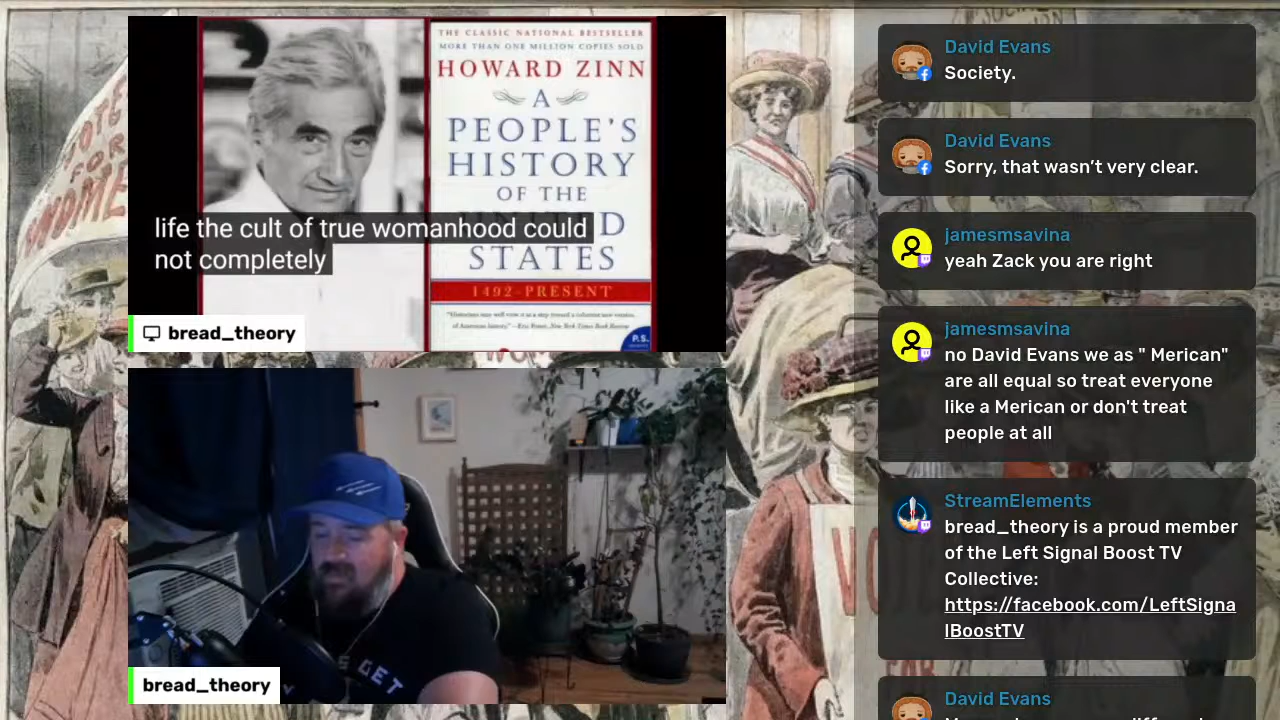 THE CLASSIC NATIONAL BESTSELLER
MORE THAN ONE MILLION COPIES SOLD
HOWARD ZINN
A
PEOPLE'S
HISTORY
OF THE
STATES
1492–PRESENT
P.S.
life the cult of true womanhood could
not completely
bread_theory
bread_theory
VOTE
FOR
WOMEN
David Evans
Society.
David Evans
Sorry, that wasn’t very clear.
jamesmsavina
yeah Zack you are right
jamesmsavina
no David Evans we as " Merican"
are all equal so treat everyone
like a Merican or don't treat
people at all
StreamElements
bread_theory is a proud member
of the Left Signal Boost TV
Collective:
https://facebook.com/LeftSigna
lBoostTV
David Evans